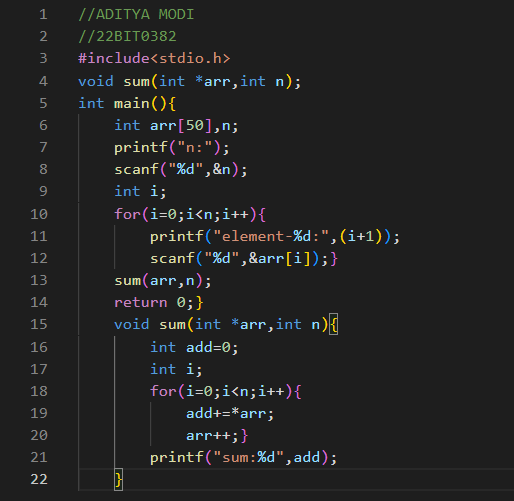 1 //ADITYA MODI
2 //22BIT0382
3 #include<stdio.h>
4 void sum(int *arr,int n);
5 int main(){
6     int arr[50],n;
7     printf("n:");
8     scanf("%d",&n);
9     int i;
10     for(i=0;i<n;i++){
11         printf("element-%d:",(i+1));
12         scanf("%d",&arr[i]);}
13     sum(arr,n);
14     return 0;}
15     void sum(int *arr,int n){
16         int add=0;
17         int i;
18         for(i=0;i<n;i++){
19             add+=*arr;
20             arr++;}
21         printf("sum:%d",add);
22     }